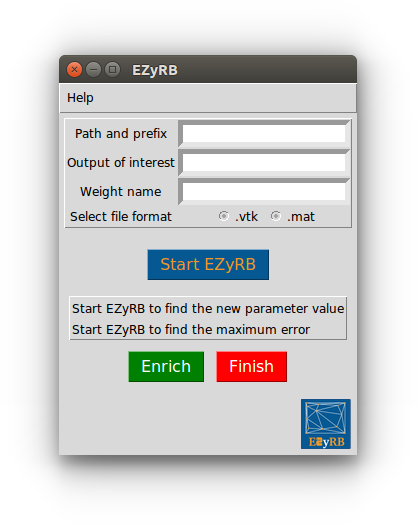 EZyRB
Help
Path and prefix
Output of interest
Weight name
Select file format .vtk .mat
Start EZyRB
Start EZyRB to find the new parameter value
Start EZyRB to find the maximum error
Enrich Finish
EZyRB